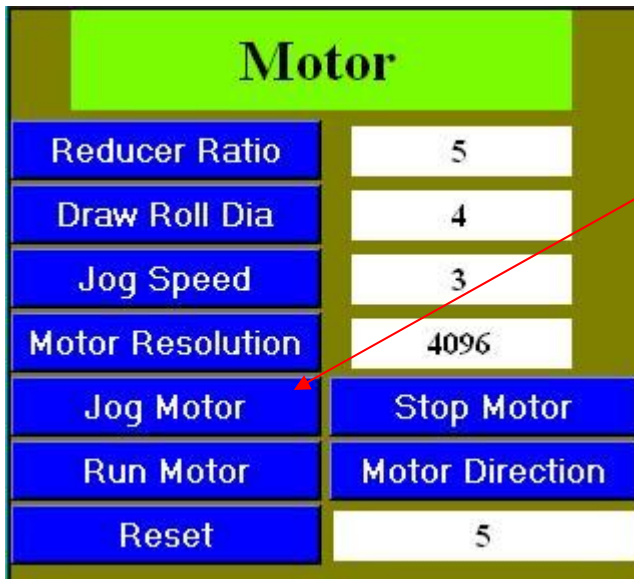 Motor
Reducer Ratio 5
Draw Roll Dia 4
Jog Speed 3
Motor Resolution 4096
Jog Motor Stop Motor
Run Motor Motor Direction
Reset 5